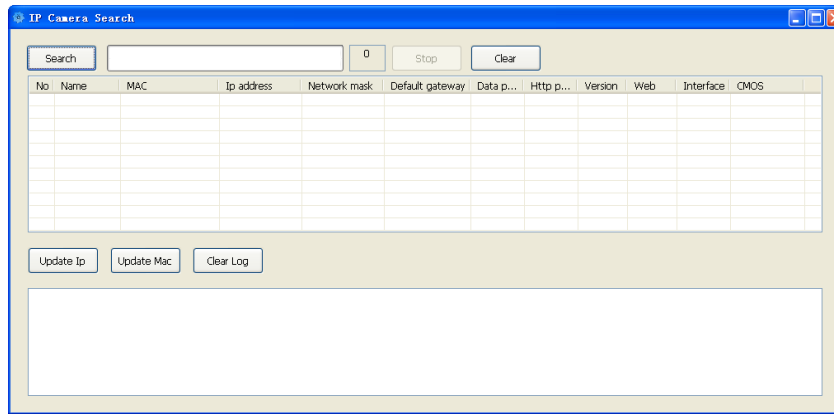 IP Camera Search
Search 0 Stop Clear
No Name MAC Ip address Network mask Default gateway Data p... Http p... Version Web Interface CMOS
Update Ip Update Mac Clear Log